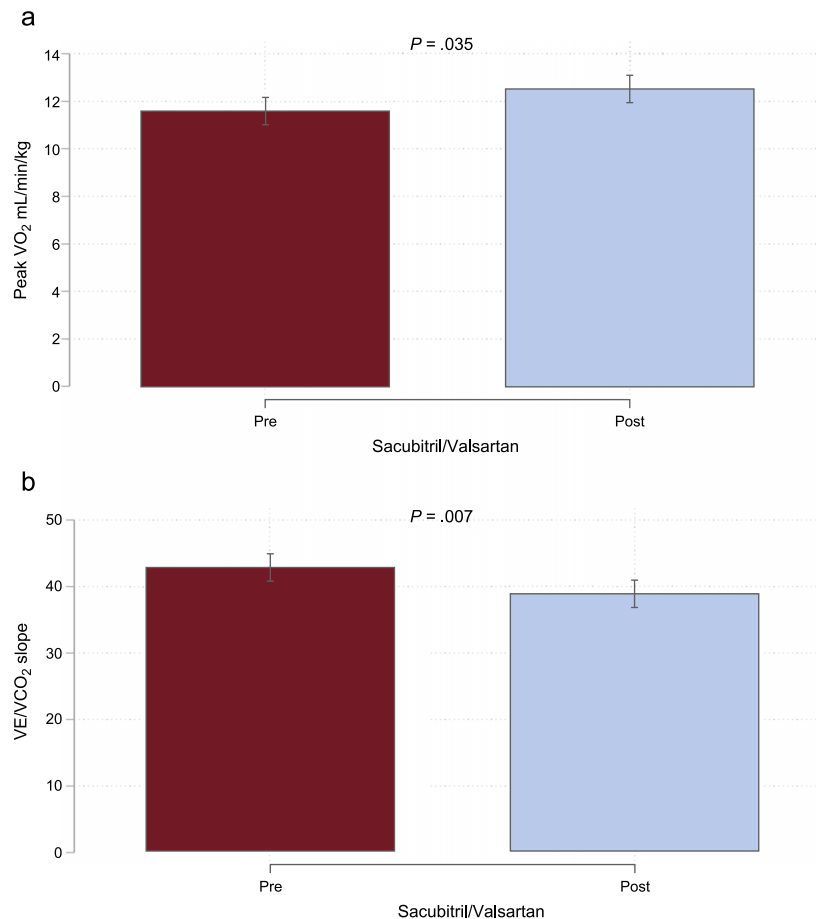 a
P = .035
14
12
10
8
6
4
2
0
Peak VO₂ mL/min/kg
Pre
Post
Sacubitril/Valsartan
b
P = .007
50
40
30
20
10
0
VE/VCO₂ slope
Pre
Post
Sacubitril/Valsartan